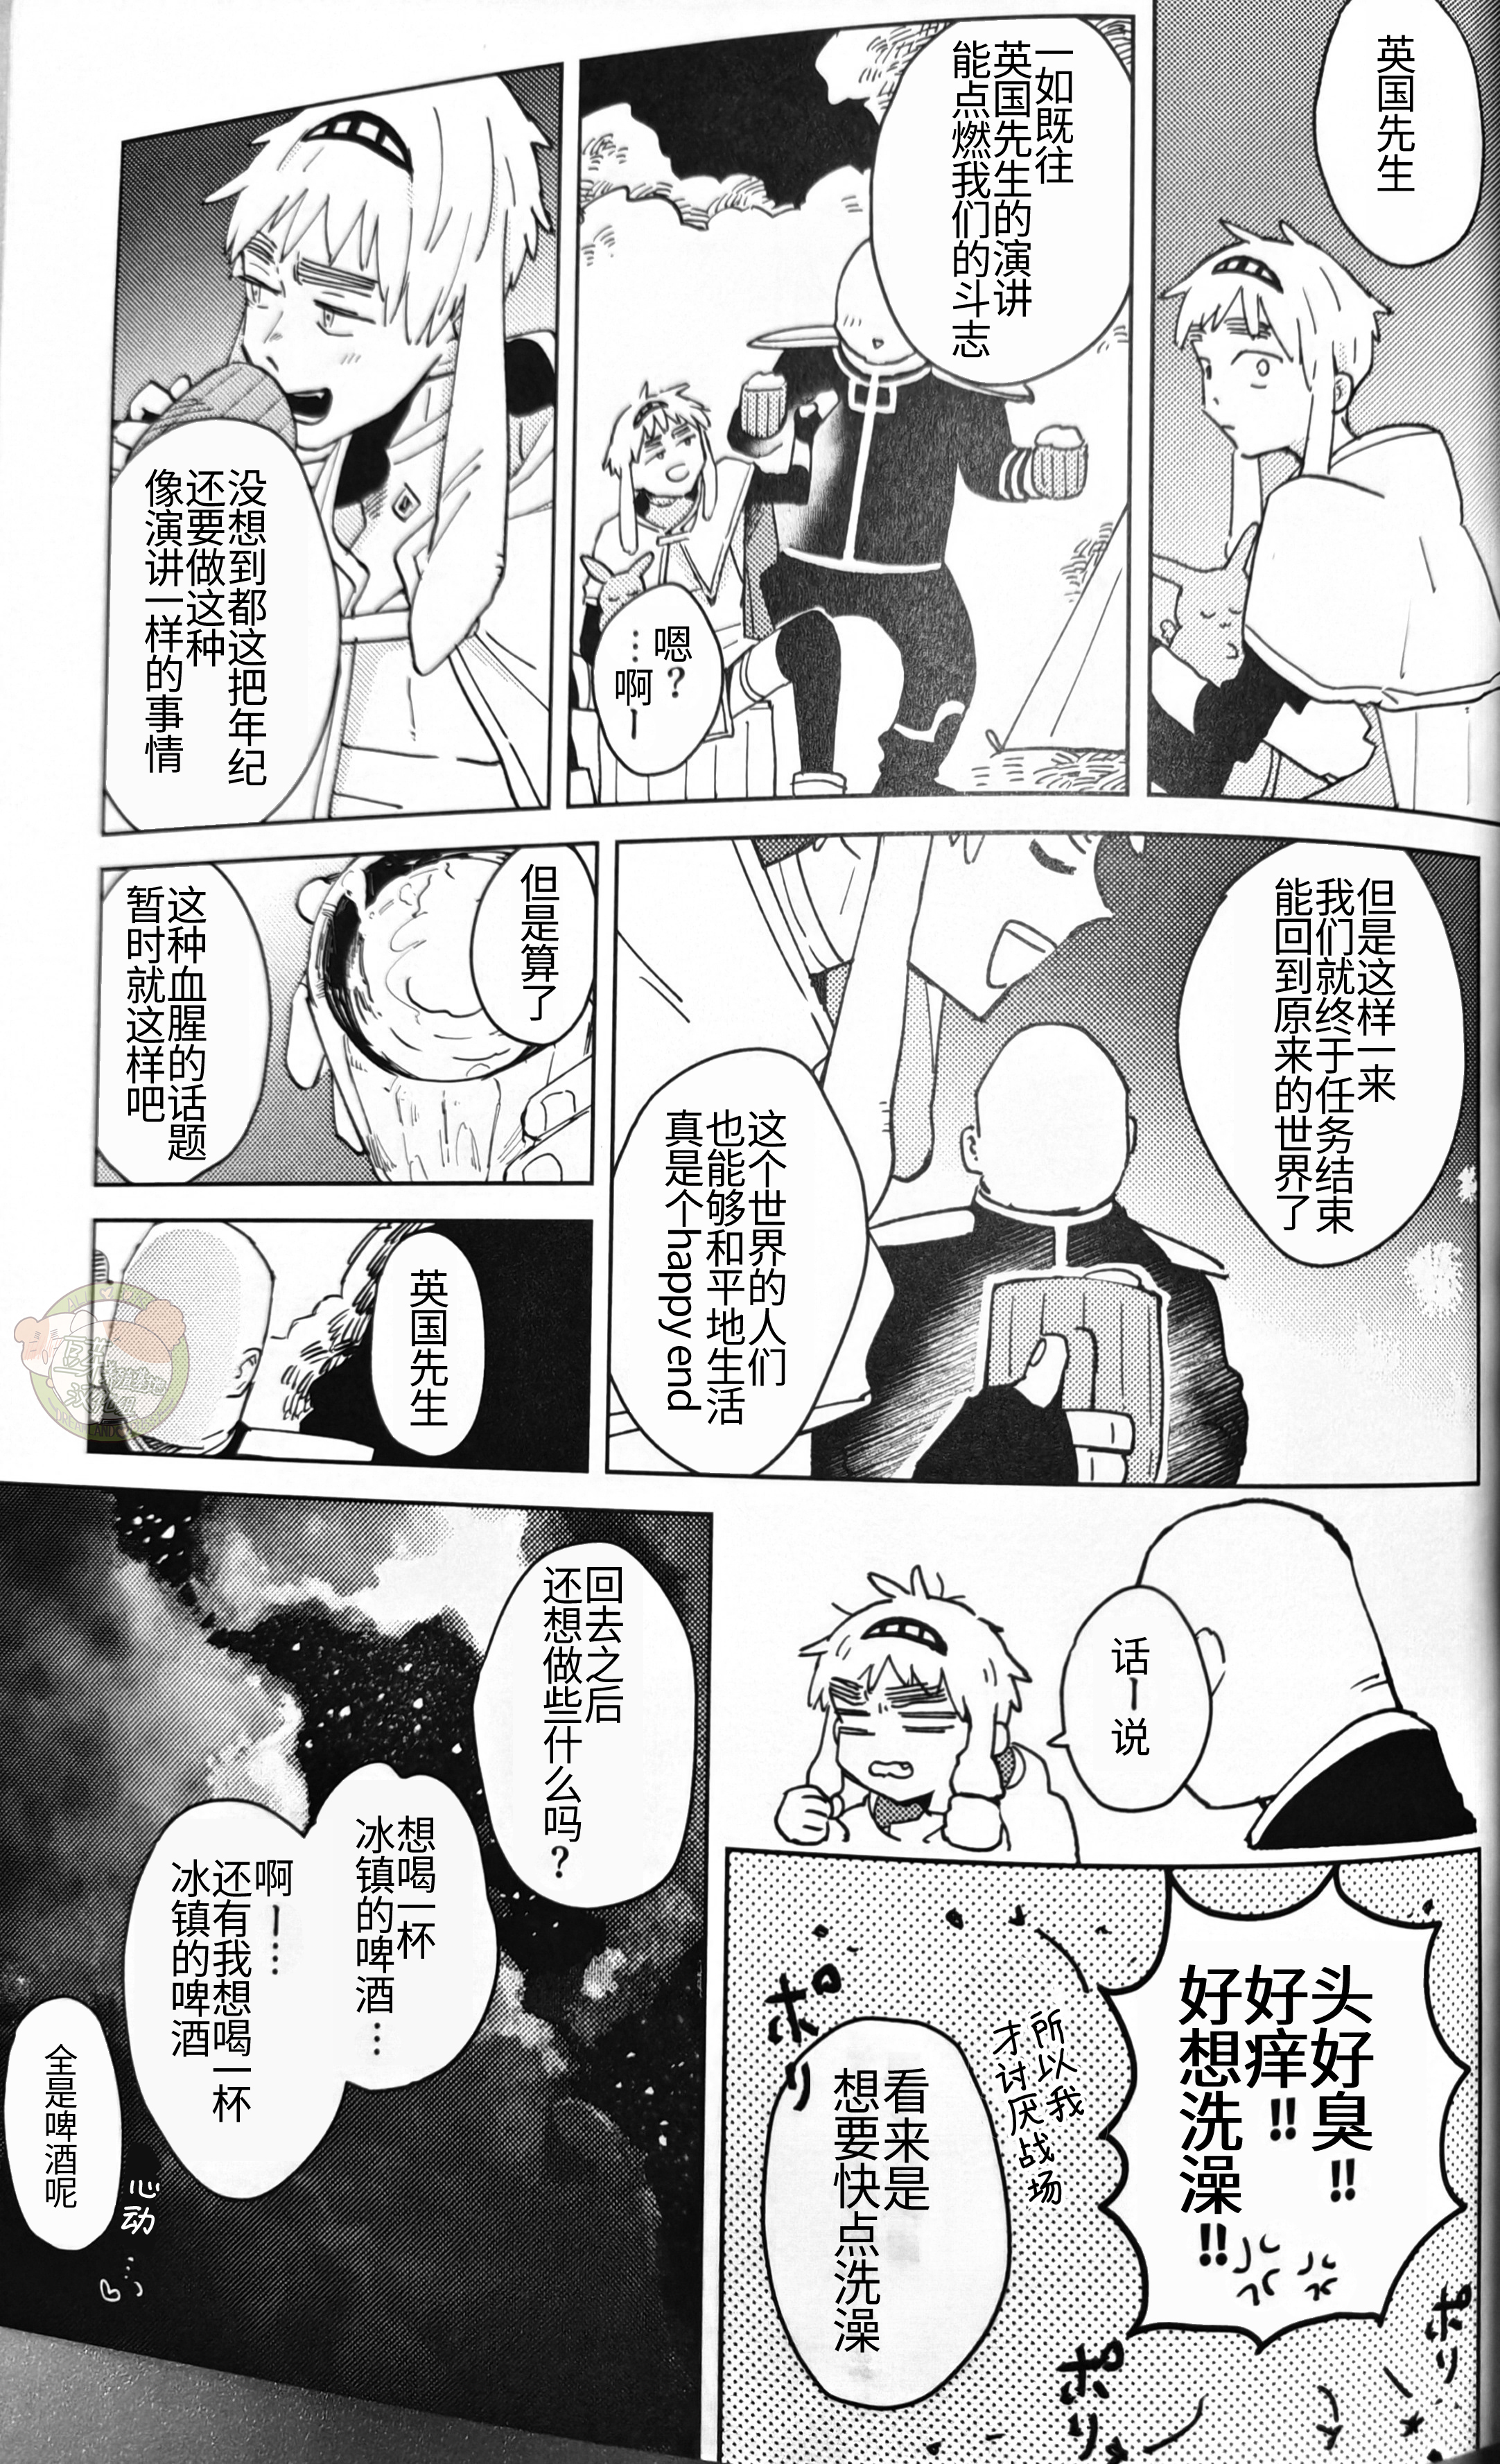 英国先生
一如既往
英国先生的演讲
能点燃我们的斗志
嗯？
…啊ー
没想到都这把年纪
还要做这种
像演讲一样的事情
但是这样一来
我们就终于任务结束
能回到原来的世界了
这个世界的人们
也能够和平地生活
真是个happy end
但是算了
这种血腥的话题
暂时就这样吧
英国先生
话ー说
头好臭!!
好痒!!
好想洗澡!!
所以我
才讨厌战场
看来是
想要快点洗澡
ポリ
ポリ
ポリ
回去之后
还想做些什么吗？
想喝一杯
冰镇的啤酒…
啊ー…
还有我想喝一杯
冰镇的啤酒
全是啤酒呢
心动